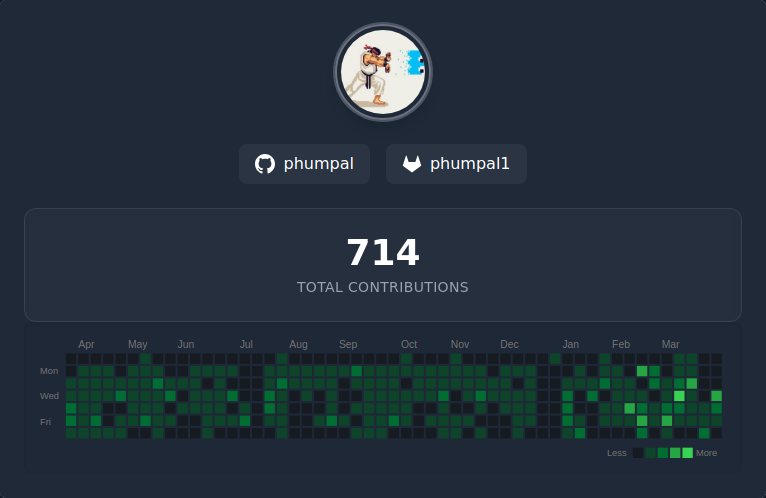 phumpal phumpal1
714
TOTAL CONTRIBUTIONS
Apr May Jun Jul Aug Sep Oct Nov Dec Jan Feb Mar
Mon
Wed
Fri
Less More